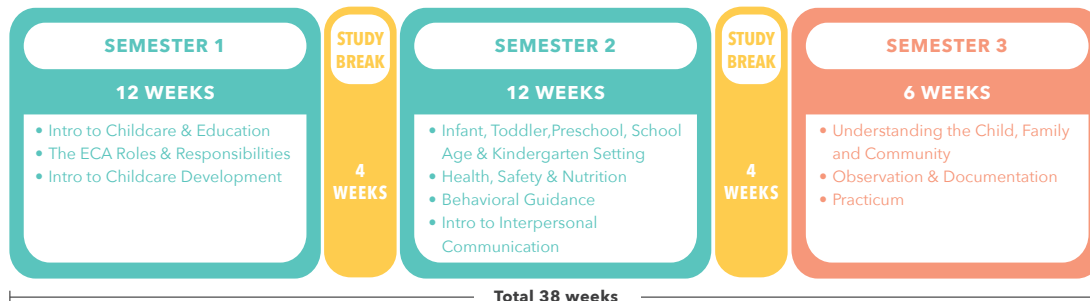 SEMESTER 1
12 WEEKS
• Intro to Childcare & Education
• The ECA Roles & Responsibilities
• Intro to Childcare Development
STUDY
BREAK
4
WEEKS
SEMESTER 2
12 WEEKS
• Infant, Toddler,Preschool, School
Age & Kindergarten Setting
• Health, Safety & Nutrition
• Behavioral Guidance
• Intro to Interpersonal
Communication
STUDY
BREAK
4
WEEKS
SEMESTER 3
6 WEEKS
• Understanding the Child, Family
and Community
• Observation & Documentation
• Practicum
Total 38 weeks